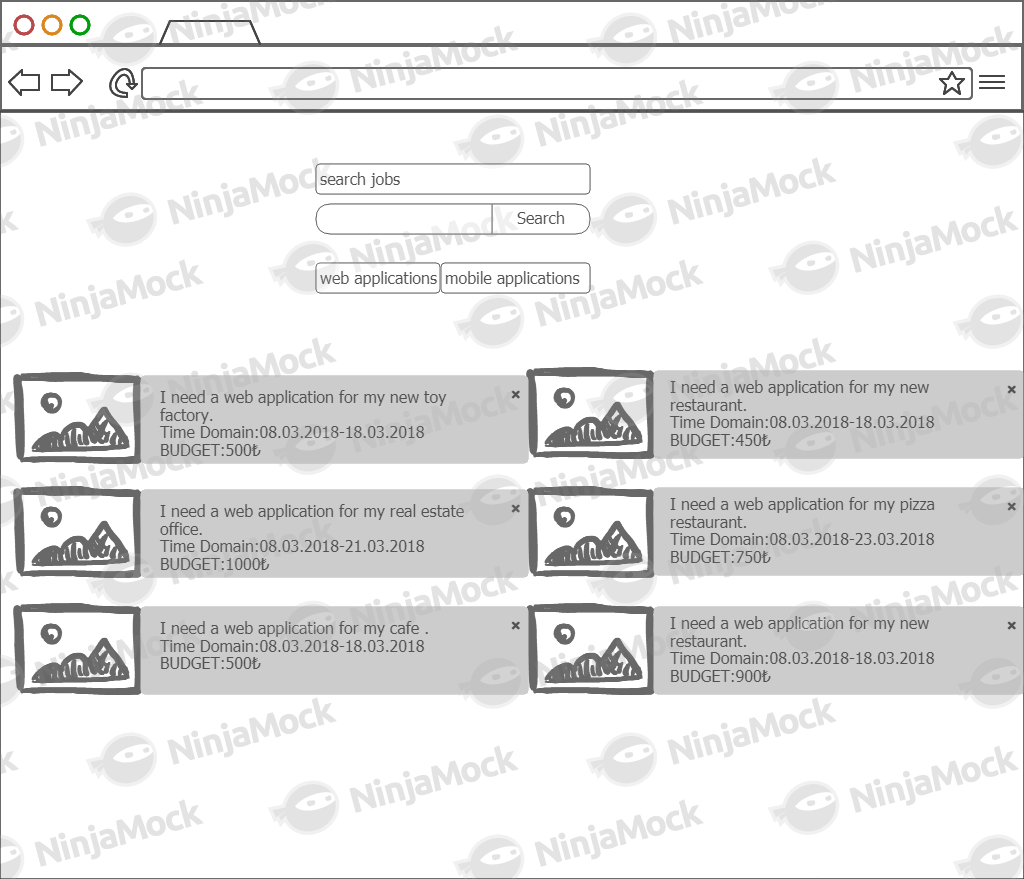 search jobs
Search
web applications
mobile applications
I need a web application for my new toy
factory.
Time Domain:08.03.2018-18.03.2018
BUDGET:500₺
I need a web application for my new
restaurant.
Time Domain:08.03.2018-18.03.2018
BUDGET:450₺
I need a web application for my real estate
office.
Time Domain:08.03.2018-21.03.2018
BUDGET:1000₺
I need a web application for my pizza
restaurant.
Time Domain:08.03.2018-23.03.2018
BUDGET:750₺
I need a web application for my cafe .
Time Domain:08.03.2018-18.03.2018
BUDGET:500₺
I need a web application for my new
restaurant.
Time Domain:08.03.2018-18.03.2018
BUDGET:900₺
NinjaMock